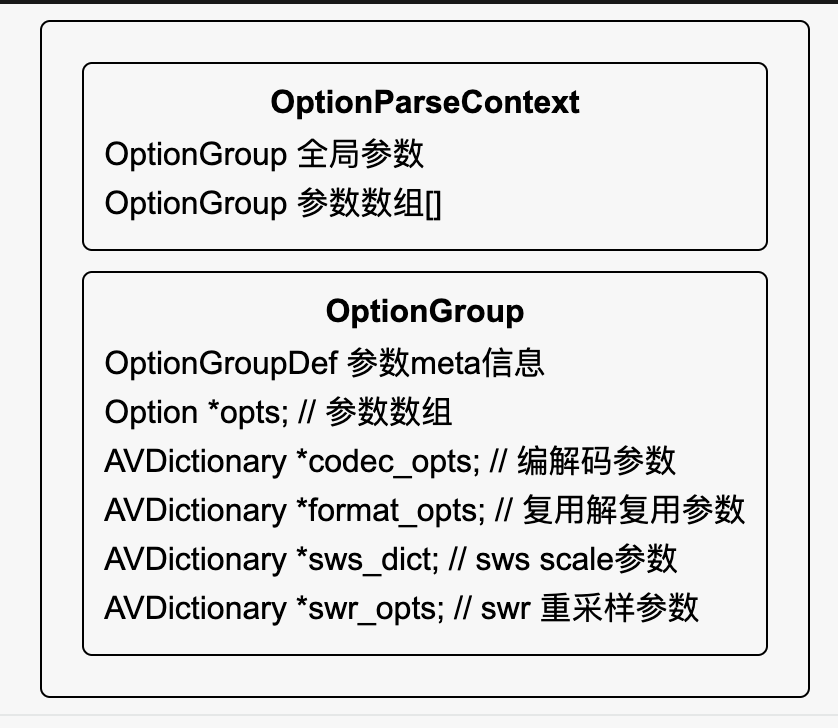 OptionParseContext
OptionGroup 全局参数
OptionGroup 参数数组[]
OptionGroup
OptionGroupDef 参数meta信息
Option *opts; // 参数数组
AVDictionary *codec_opts; // 编解码参数
AVDictionary *format_opts; // 复用解复用参数
AVDictionary *sws_dict; // sws scale参数
AVDictionary *swr_opts; // swr 重采样参数